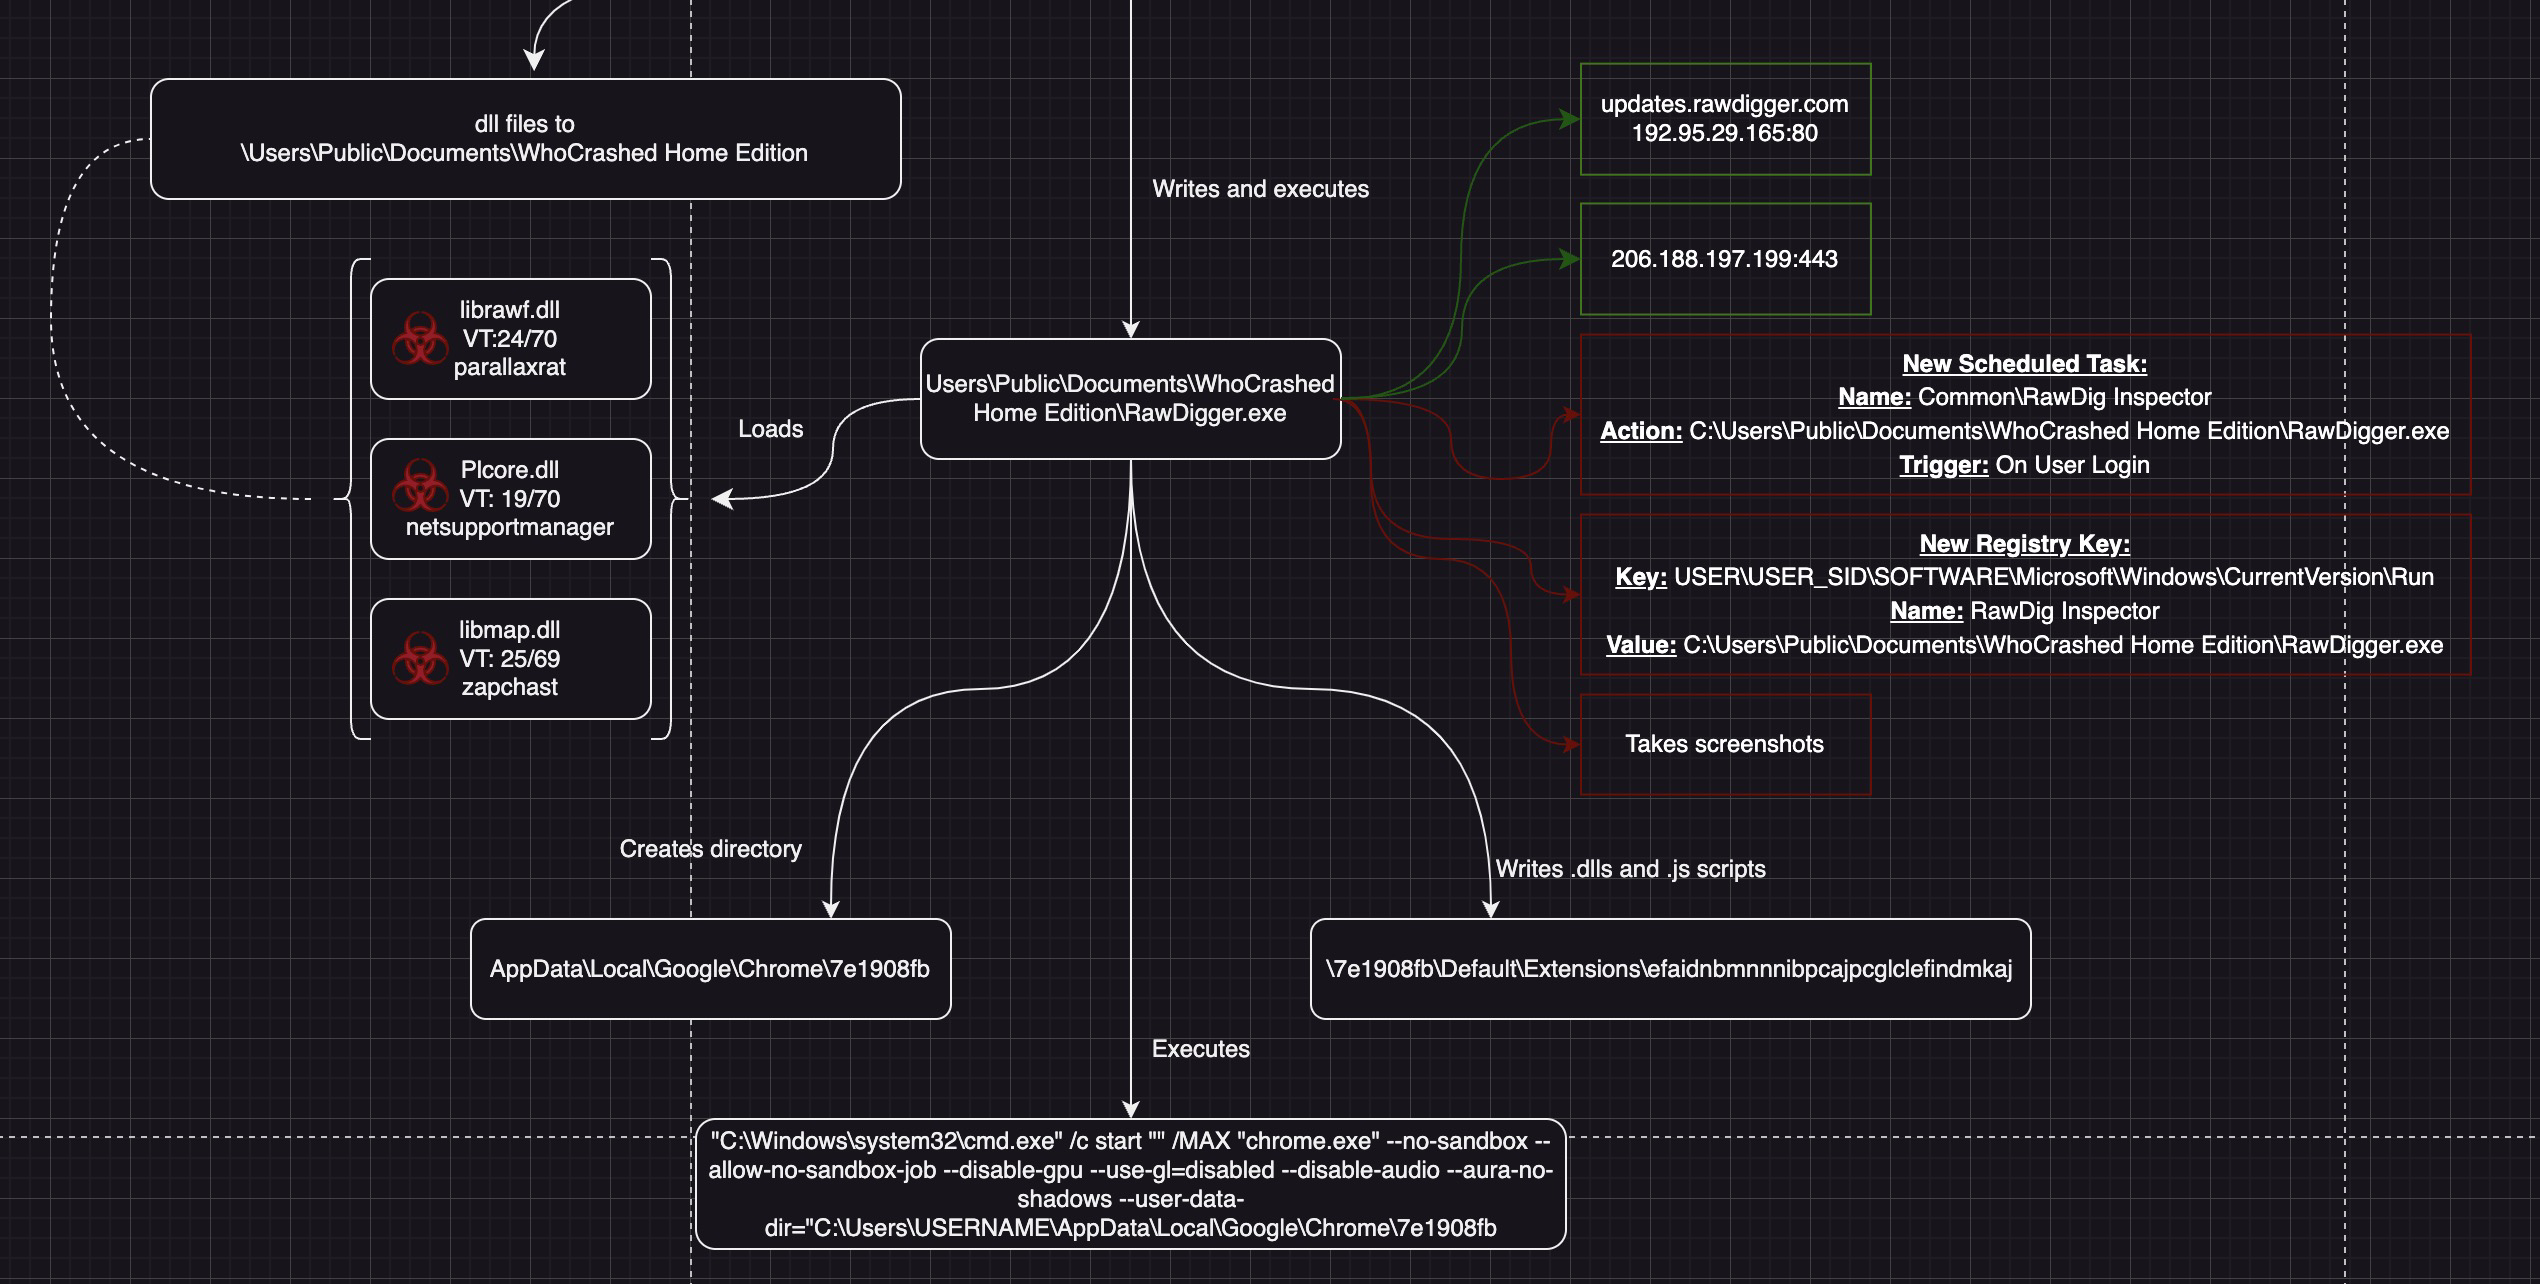 dll files to
\Users\Public\Documents\WhoCrashed Home Edition
Writes and executes
updates.rawdigger.com
192.95.29.165:80
206.188.197.199:443
librawf.dll
VT:24/70
parallaxrat
Plcore.dll
VT: 19/70
netsupportmanager
libmap.dll
VT: 25/69
zapchast
Loads
Users\Public\Documents\WhoCrashed
Home Edition\RawDigger.exe
New Scheduled Task:
Name: Common\RawDig Inspector
Action: C:\Users\Public\Documents\WhoCrashed Home Edition\RawDigger.exe
Trigger: On User Login
New Registry Key:
Key: USER\USER_SID\SOFTWARE\Microsoft\Windows\CurrentVersion\Run
Name: RawDig Inspector
Value: C:\Users\Public\Documents\WhoCrashed Home Edition\RawDigger.exe
Takes screenshots
Creates directory
Writes .dlls and .js scripts
AppData\Local\Google\Chrome\7e1908fb
\7e1908fb\Default\Extensions\efaidnbmnnnibpcajpcglclefindmkaj
Executes
"C:\Windows\system32\cmd.exe" /c start "" /MAX "chrome.exe" --no-sandbox --
allow-no-sandbox-job --disable-gpu --use-gl=disabled --disable-audio --aura-no-
shadows --user-data-
dir="C:\Users\USERNAME\AppData\Local\Google\Chrome\7e1908fb